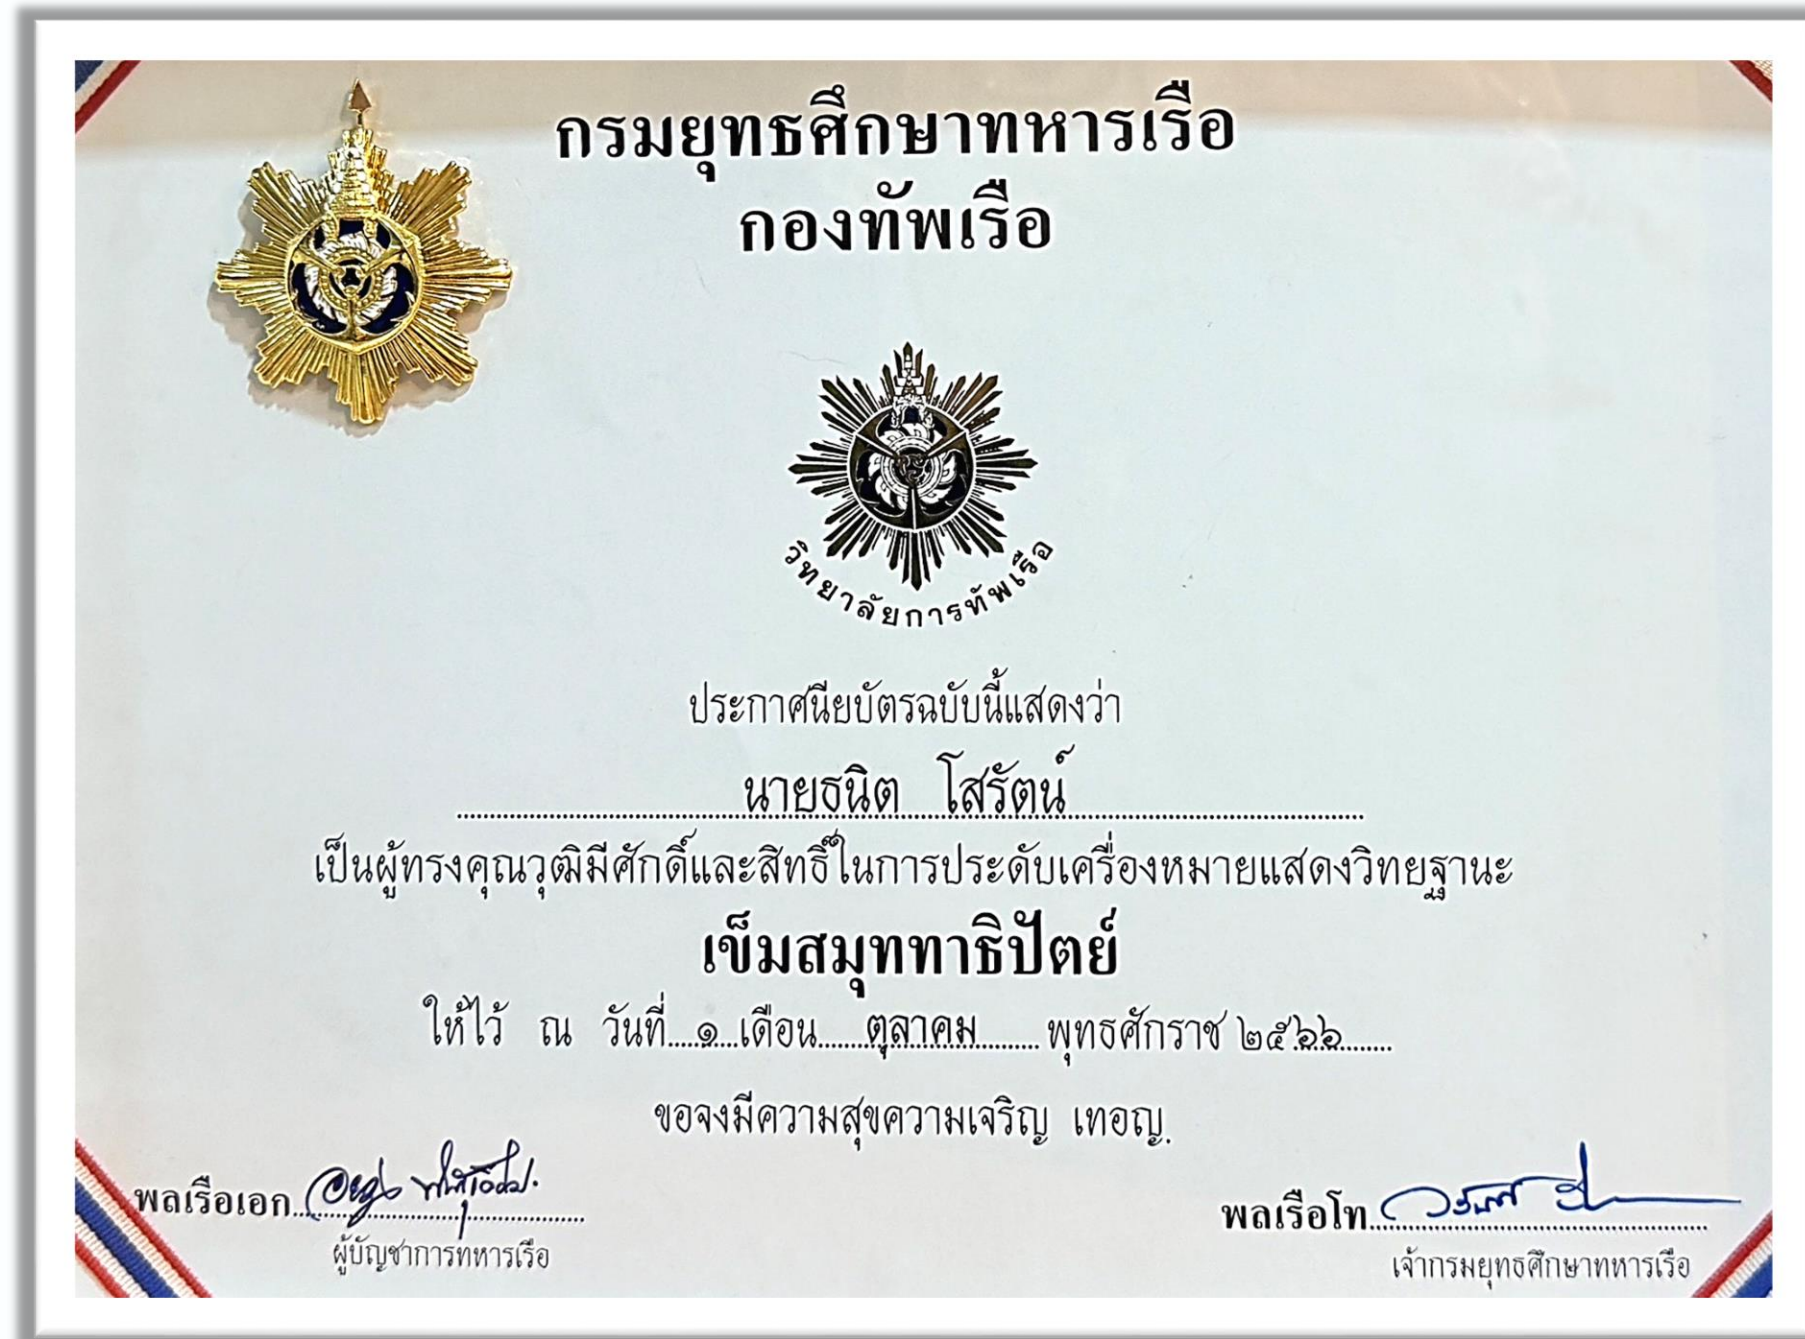 กรมยุทธศึกษาทหารเรือ
กองทัพเรือ
วิทยาลัยการทัพเรือ
ประกาศนียบัตรฉบับนี้แสดงว่า
นายธนิต โสรัตน์
เป็นผู้ทรงคุณวุฒิมีศักดิ์และสิทธิ์ในการประดับเครื่องหมายแสดงวิทยฐานะ
เข็มสมุททาธิปัตย์
ให้ไว้ ณ วันที่ ๑ เดือน ตุลาคม พุทธศักราช ๒๕๖๖
ขอจงมีความสุขความเจริญ เทอญ.
พลเรือเอก
ผู้บัญชาการทหารเรือ
พลเรือโท
เจ้ากรมยุทธศึกษาทหารเรือ